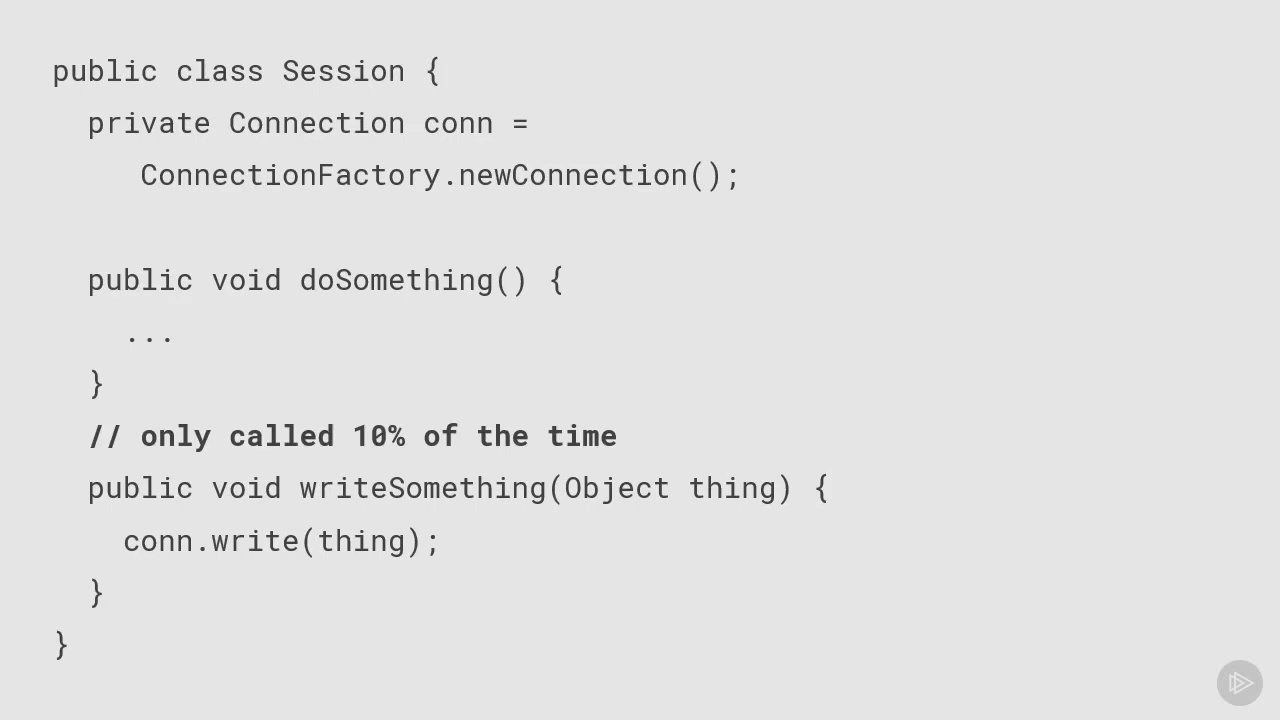 public class Session {
  private Connection conn =
     ConnectionFactory.newConnection();

  public void doSomething() {
    ...
  }
  // only called 10% of the time
  public void writeSomething(Object thing) {
    conn.write(thing);
  }
}